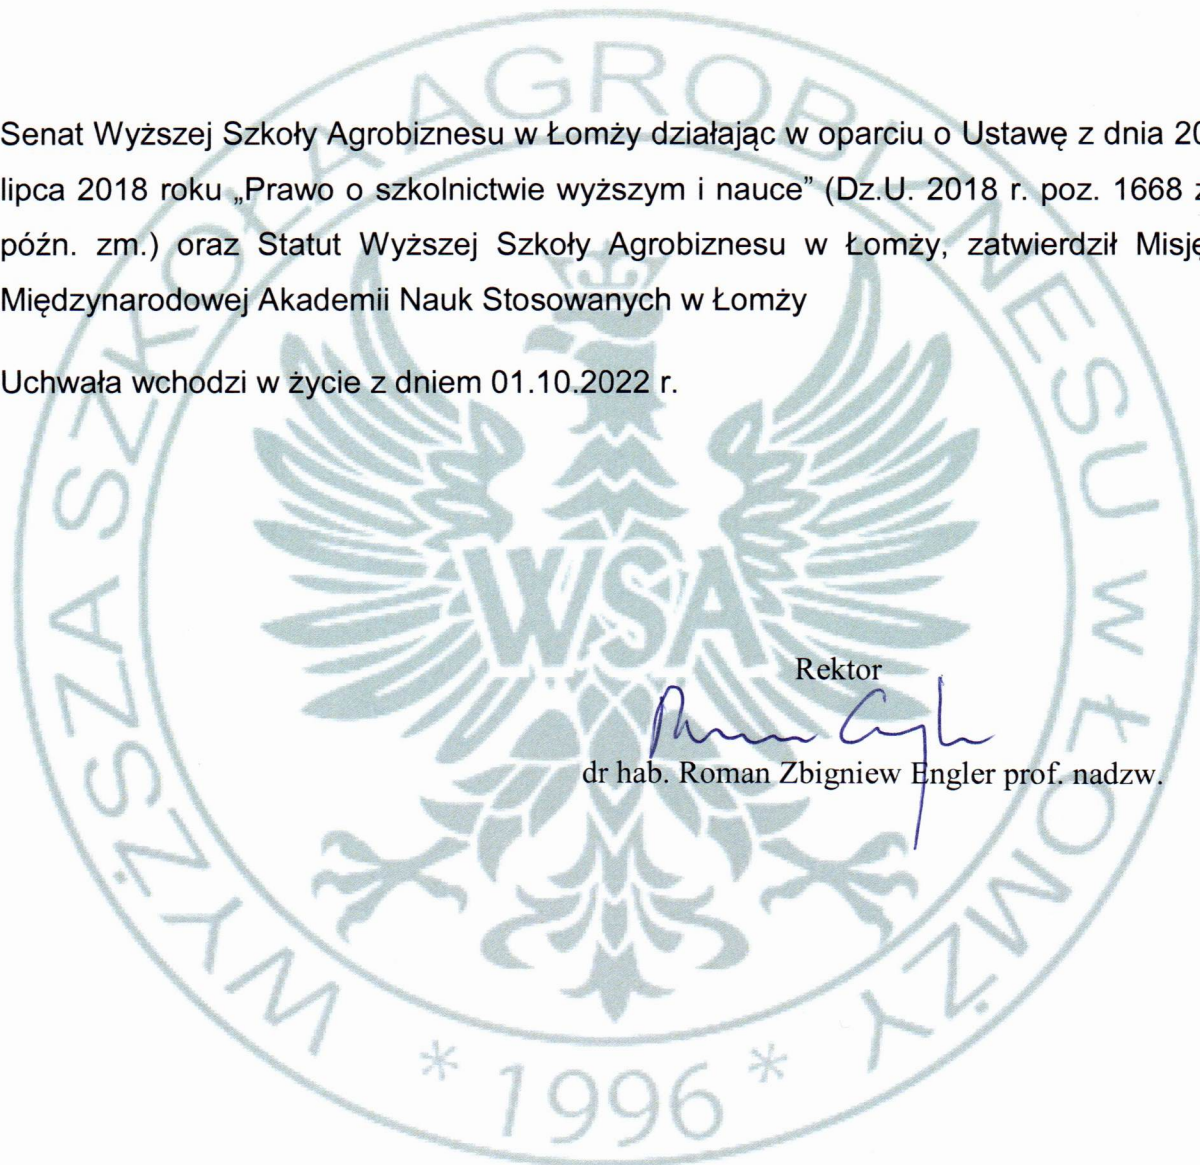 Senat Wyższej Szkoły Agrobiznesu w Łomży działając w oparciu o Ustawę z dnia 20
lipca 2018 roku „Prawo o szkolnictwie wyższym i nauce” (Dz.U. 2018 r. poz. 1668 z
późn. zm.) oraz Statut Wyższej Szkoły Agrobiznesu w Łomży, zatwierdził Misję
Międzynarodowej Akademii Nauk Stosowanych w Łomży
Uchwała wchodzi w życie z dniem 01.10.2022 r.
WYŻSZA SZKOŁA AGROBIZNESU W ŁOMŻY
WSA
Rektor
dr hab. Roman Zbigniew Engler prof. nadzw.
* 1996 *